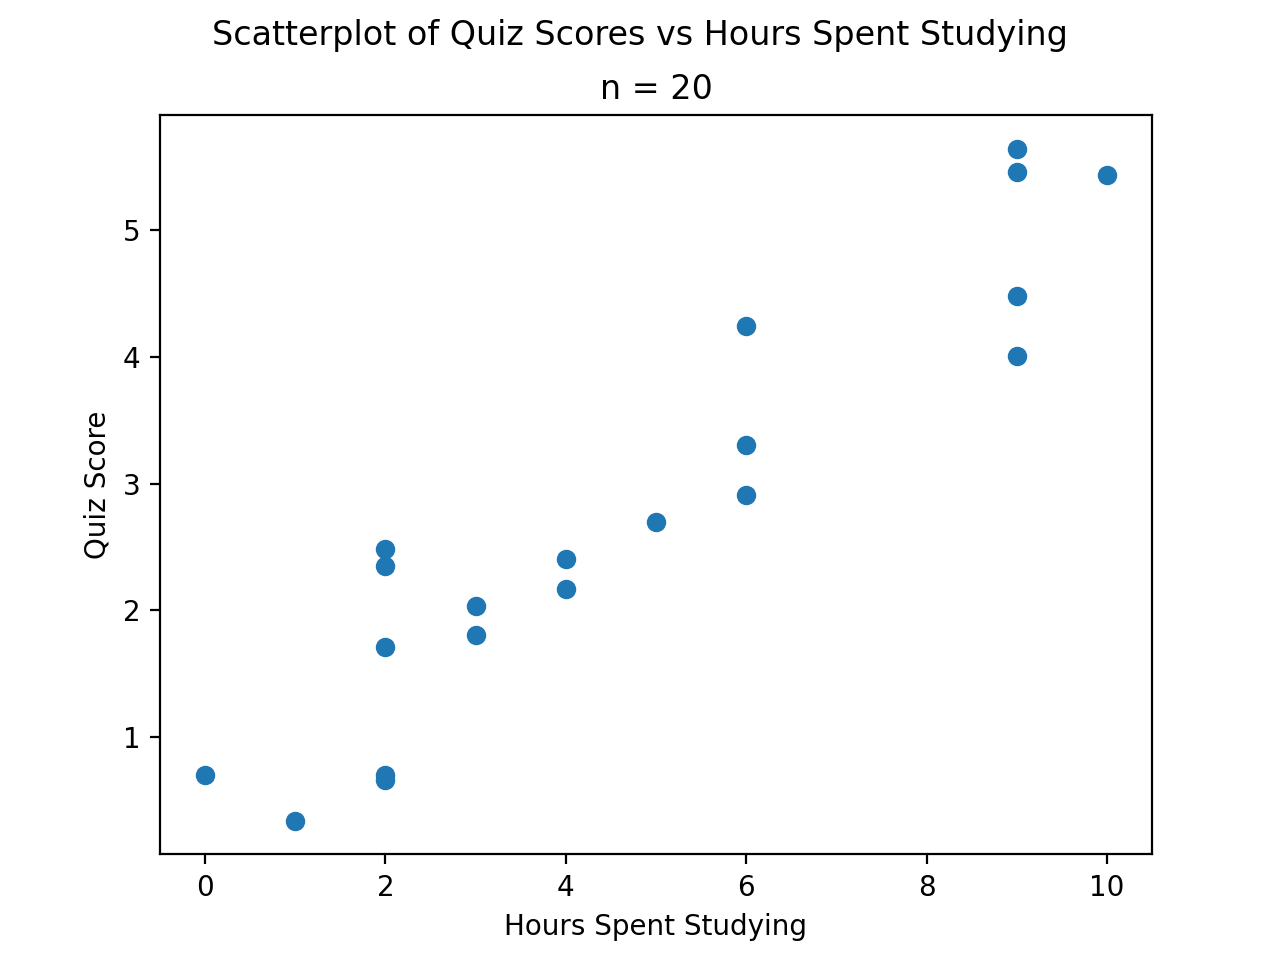 Scatterplot of Quiz Scores vs Hours Spent Studying
n = 20
Quiz Score
5
4
3
2
1
0 2 4 6 8 10
Hours Spent Studying